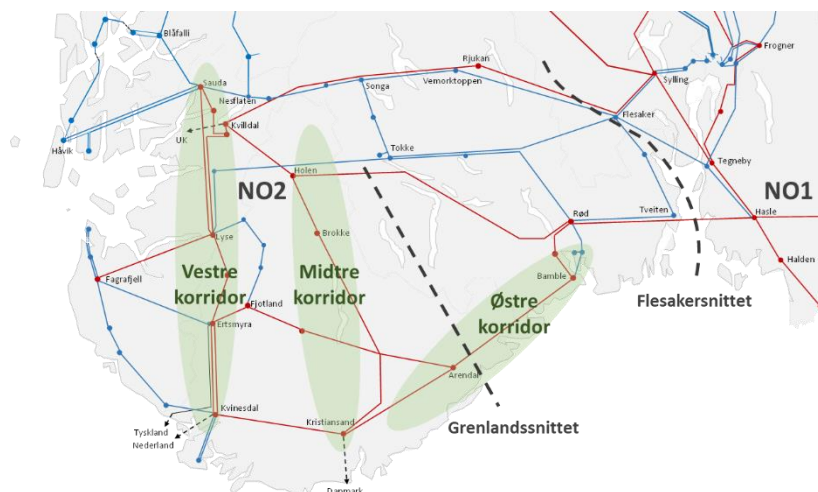 Blåfalli
Frogner
Rjukan
Sauda
Sylling
Songa
Vemorktoppen
Nesflaten
Kvilldal
Flesaker
UK
Håvik
Tokke
Tegneby
Holen
NO2
NO1
Rød
Tveiten
Hasle
Lyse
Brokke
Halden
Vestre
korridor
Midtre
korridor
Bamble
Fagrafjell
Fjotland
Østre
korridor
Flesakersnittet
Ertsmyra
Arendal
Kvinesdal
Kristiansand
Grenlandssnittet
Tyskland
Nederland
Danmark